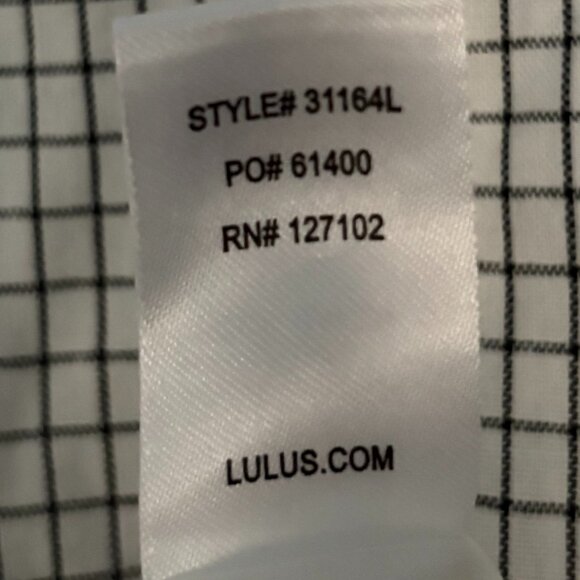 STYLE# 31164L
PO# 61400
RN# 127102
LULUS.COM